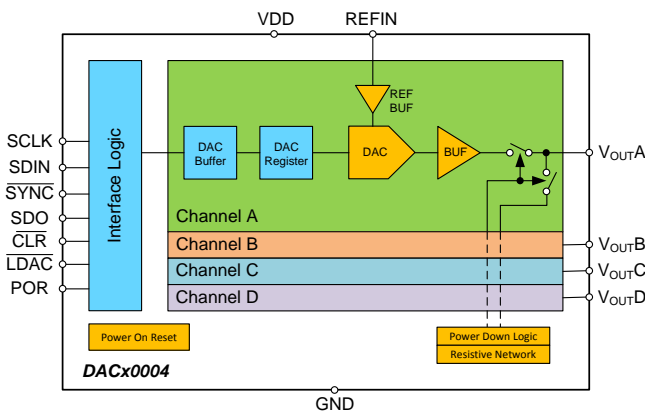 VDD REFIN
REF
BUF
SCLK
SDIN
SYNC
SDO
CLR
LDAC
POR
Interface Logic
DAC
Buffer
DAC
Register
DAC
BUF
VOUTA
Channel A
Channel B
VOUTB
Channel C
VOUTC
Channel D
VOUTD
Power On Reset
Power Down Logic
Resistive Network
DACx0004
GND